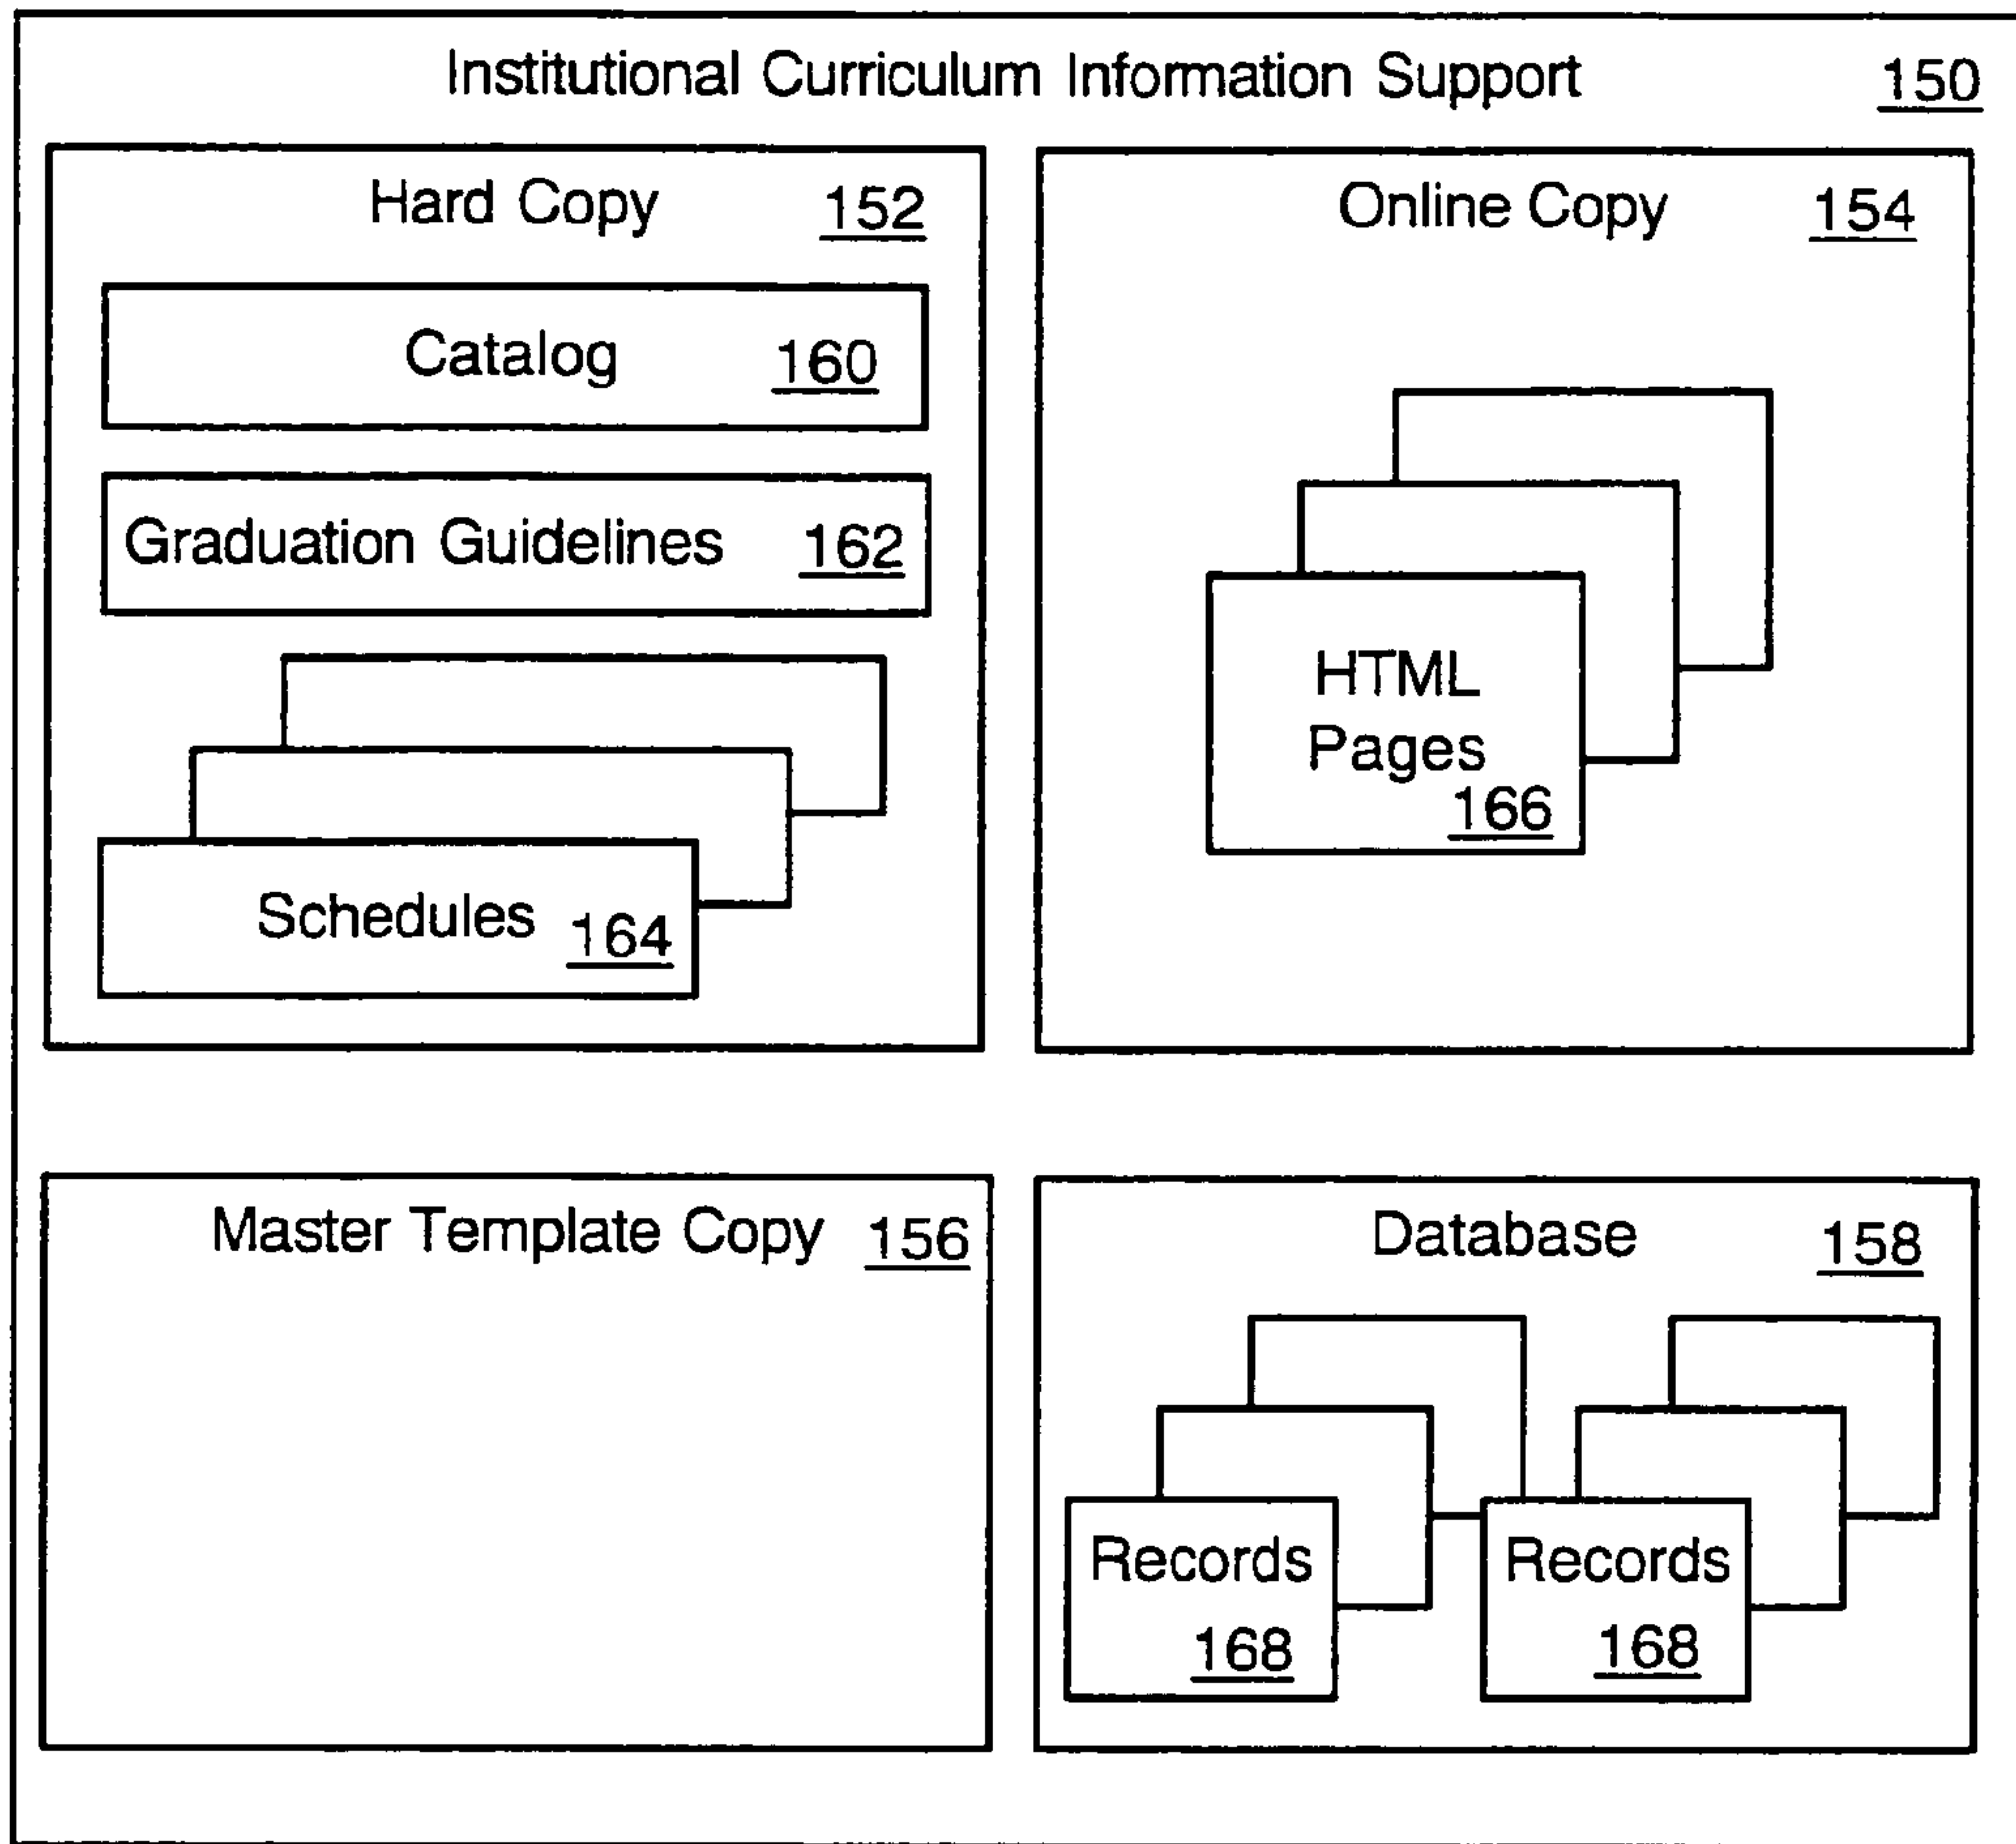 Institutional Curriculum Information Support 150
Hard Copy 152
Catalog 160
Graduation Guidelines 162
Schedules 164
Online Copy 154
HTML
Pages
166
Master Template Copy 156
Database 158
Records
168
Records
168